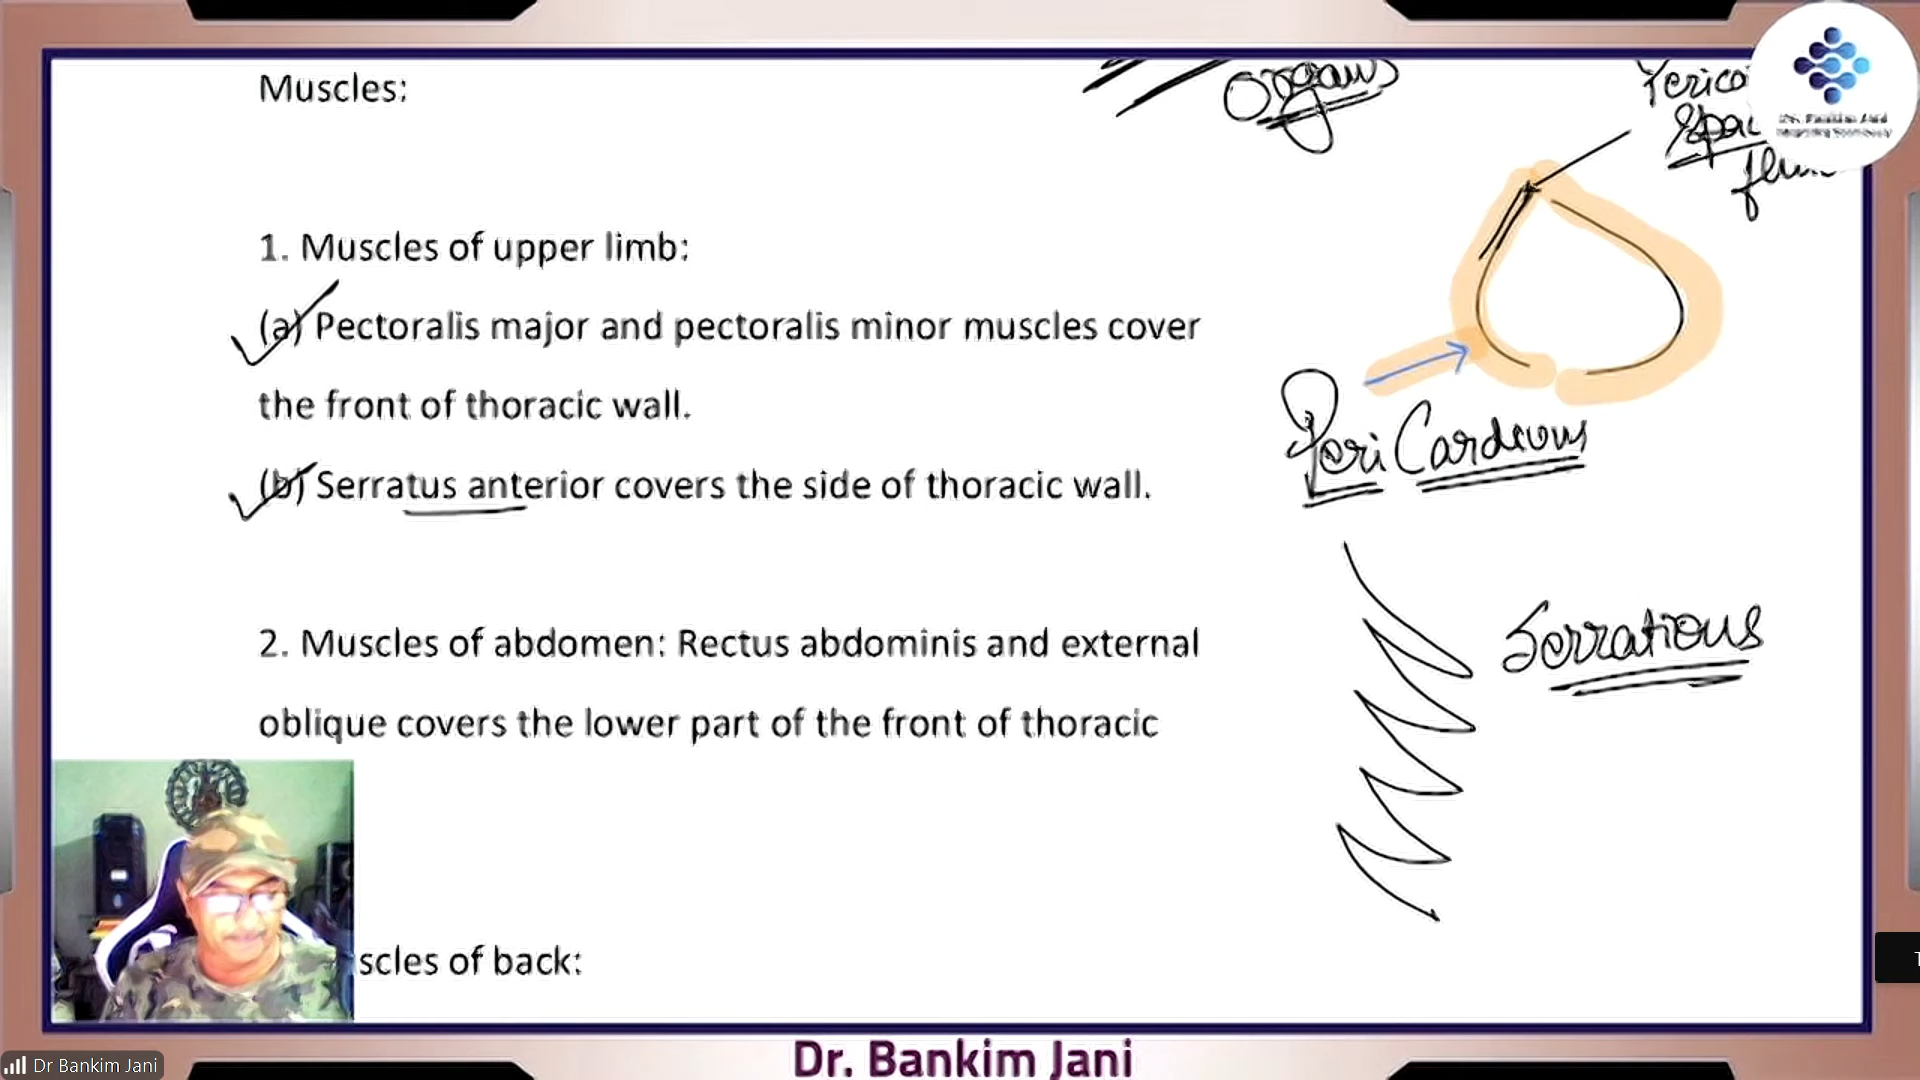 Muscles:
organs
1. Muscles of upper limb:
(a) Pectoralis major and pectoralis minor muscles cover
the front of thoracic wall.
(b) Serratus anterior covers the side of thoracic wall.
Peri Cardious
2. Muscles of abdomen: Rectus abdominis and external
oblique covers the lower part of the front of thoracic
Serratious
scles of back:
Dr. Bankim Jani
Dr Bankim Jani